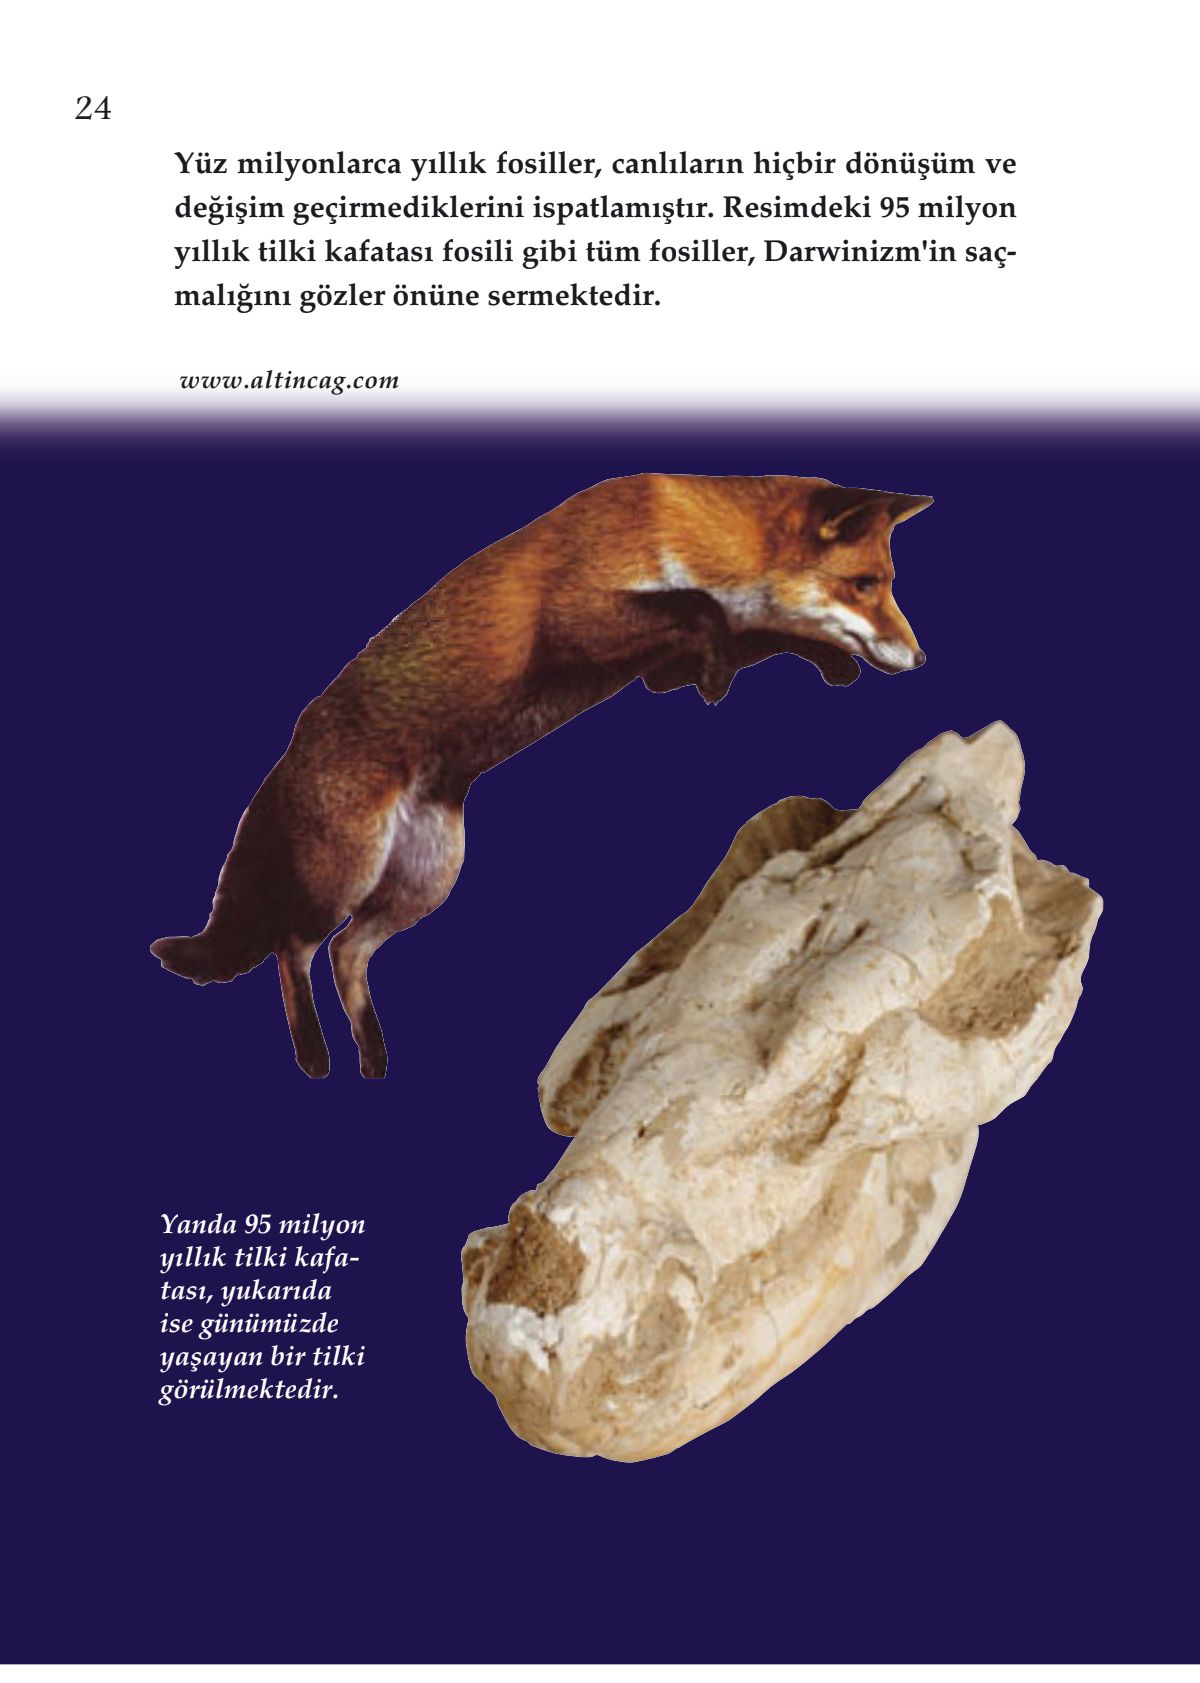 24
Yüz milyonlarca yıllık fosiller, canlıların hiçbir dönüşüm ve
değişim geçirmediklerini ispatlamıştır. Resimdeki 95 milyon
yıllık tilki kafatası fosili gibi tüm fosiller, Darwinizm'in saç-
malığını gözler önüne sermektedir.
www.altincag.com
Yanda 95 milyon
yıllık tilki kafa-
tası, yukarıda
ise günümüzde
yaşayan bir tilki
görülmektedir.